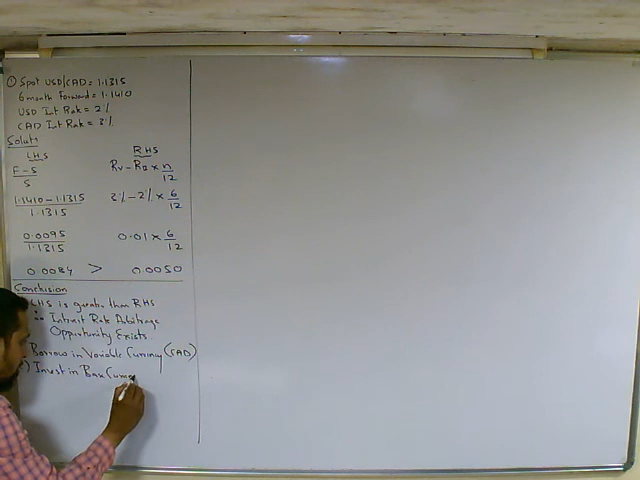 ① Spot USD/CAD = 1.1315
6 month Forward = 1.1410
USD Int Rate = 2%
CAD Int Rate = 3%
Solut:
LHS RHS
F - S / S Rv - RB × n/12
1.1410 - 1.1315 / 1.1315 3% - 2% × 6/12
0.0095 / 1.1315 0.01 × 6/12
0.0084 > 0.0050
Conclusion
LHS is greater than RHS
∴ Interest Rate Arbitrage
Opportunity Exists
Borrow in Variable Currency (CAD)
) Invest in Base Curre